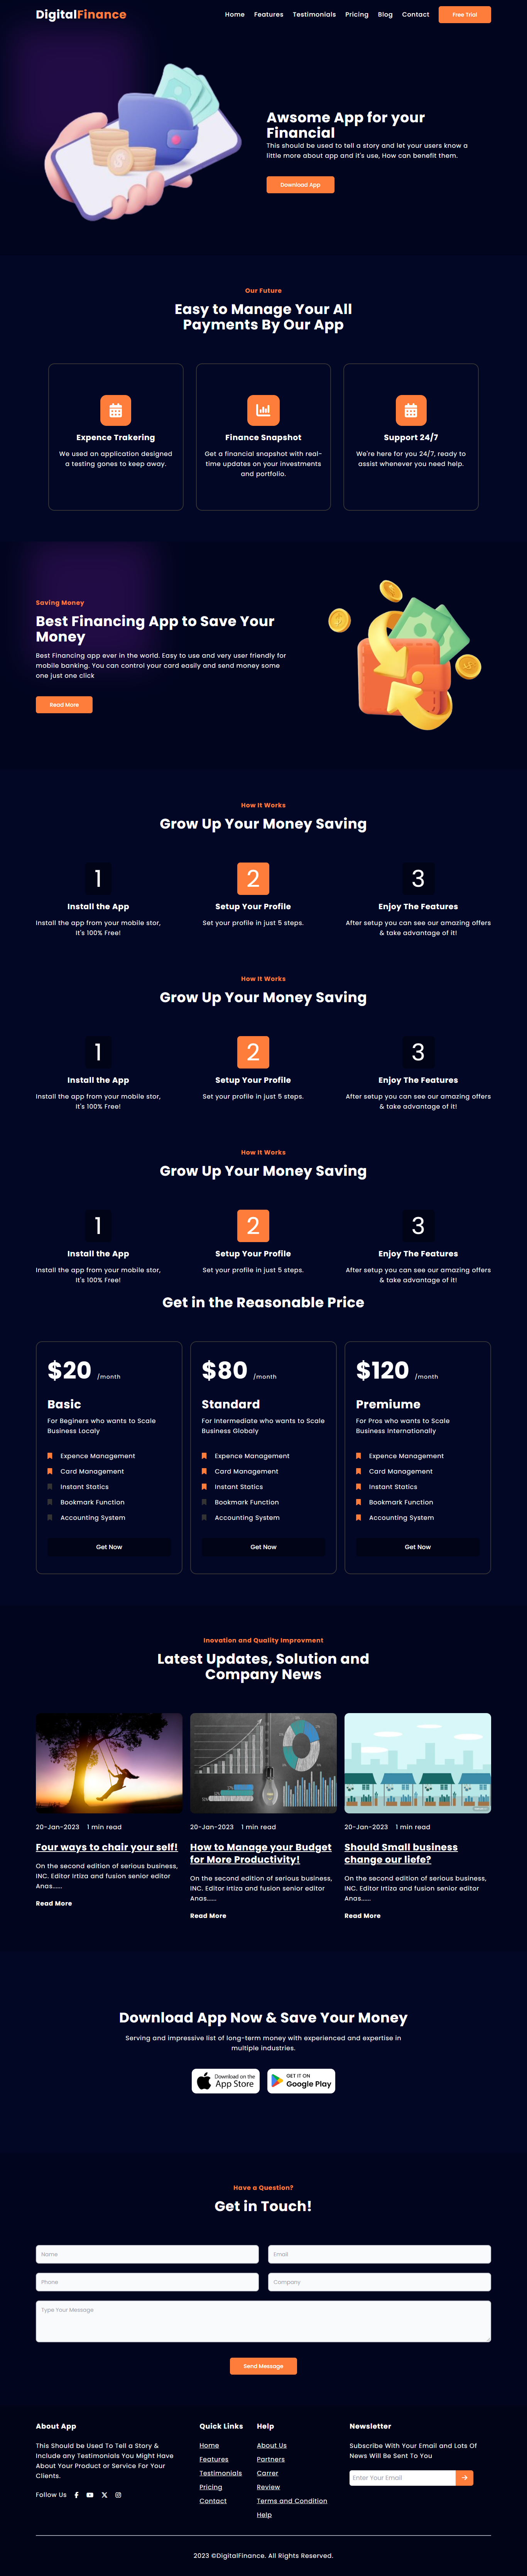 DigitalFinance
Home Features Testimonials Pricing Blog Contact Free Trial
Awsome App for your
Financial
This should be used to tell a story and let your users know a
little more about app and it's use, How can benefit them.
Download App
Our Future
Easy to Manage Your All
Payments By Our App
Expence Trakering
We used an application designed
a testing gones to keep away.
Finance Snapshot
Get a financial snapshot with real-
time updates on your investments
and portfolio.
Support 24/7
We're here for you 24/7, ready to
assist whenever you need help.
Saving Money
Best Financing App to Save Your
Money
Best Financing app ever in the world. Easy to use and very user friendly for
mobile banking. You can control your card easily and send money some
one just one click
Read More
How It Works
Grow Up Your Money Saving
1
Install the App
Install the app from your mobile stor,
It's 100% Free!
2
Setup Your Profile
Set your profile in just 5 steps.
3
Enjoy The Features
After setup you can see our amazing offers
& take advantage of it!
How It Works
Grow Up Your Money Saving
1
Install the App
Install the app from your mobile stor,
It's 100% Free!
2
Setup Your Profile
Set your profile in just 5 steps.
3
Enjoy The Features
After setup you can see our amazing offers
& take advantage of it!
How It Works
Grow Up Your Money Saving
1
Install the App
Install the app from your mobile stor,
It's 100% Free!
2
Setup Your Profile
Set your profile in just 5 steps.
3
Enjoy The Features
After setup you can see our amazing offers
& take advantage of it!
Get in the Reasonable Price
$20 /month
Basic
For Beginers who wants to Scale
Business Localy
Expence Management
Card Management
Instant Statics
Bookmark Function
Accounting System
Get Now
$80 /month
Standard
For Intermediate who wants to Scale
Business Globaly
Expence Management
Card Management
Instant Statics
Bookmark Function
Accounting System
Get Now
$120 /month
Premiume
For Pros who wants to Scale
Business Internationally
Expence Management
Card Management
Instant Statics
Bookmark Function
Accounting System
Get Now
Inovation and Quality Improvment
Latest Updates, Solution and
Company News
20-Jan-2023 1 min read
Four ways to chair your self!
On the second edition of serious business,
INC. Editor Irtiza and fusion senior editor
Anas......
Read More
20-Jan-2023 1 min read
How to Manage your Budget
for More Productivity!
On the second edition of serious business,
INC. Editor Irtiza and fusion senior editor
Anas......
Read More
20-Jan-2023 1 min read
Should Small business
change our liefe?
On the second edition of serious business,
INC. Editor Irtiza and fusion senior editor
Anas......
Read More
Download App Now & Save Your Money
Serving and impressive list of long-term money with experienced and expertise in
multiple industries.
Download on the
App Store
GET IT ON
Google Play
Have a Question?
Get in Touch!
Name
Email
Phone
Company
Type Your Message
Send Message
About App
This Should Be Used To Tell a Story &
Include any Testimonials You Might Have
About Your Product or Service For Your
Clients.
Follow Us
Quick Links
Home
Features
Testimonials
Pricing
Contact
Help
About Us
Partners
Carrer
Review
Terms and Condition
Help
Newsletter
Subscribe With Your Email and Lots Of
News Will Be Sent To You
Enter Your Email
2023 ©DigitalFinance. All Rights Reserved.